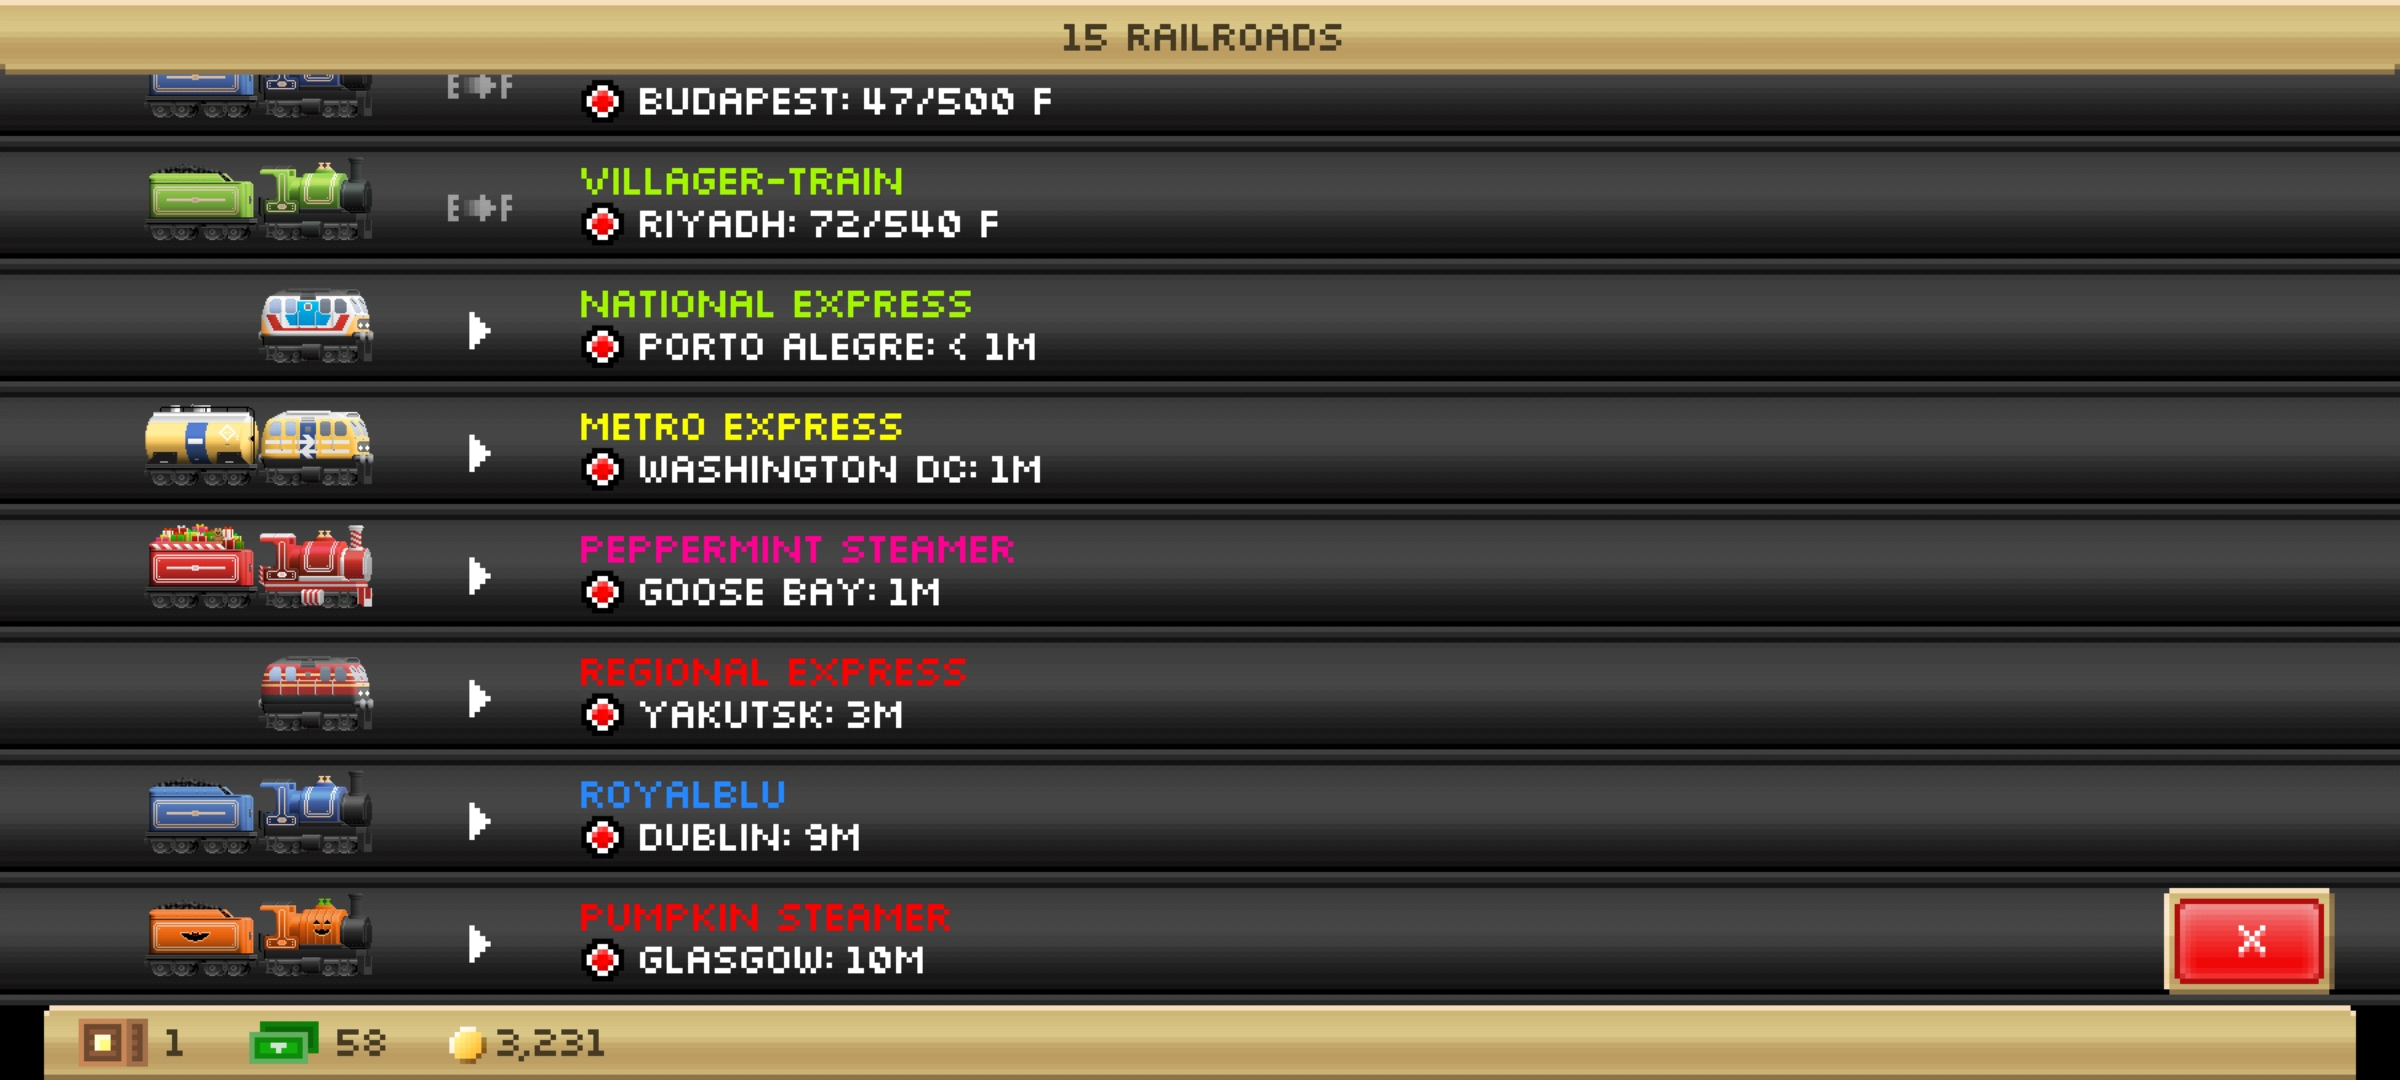 15 RAILROADS
E F
BUDAPEST: 47/500 F
VILLAGER-TRAIN
E F
RIYADH: 72/540 F
NATIONAL EXPRESS
PORTO ALEGRE: < 1M
METRO EXPRESS
WASHINGTON DC: 1M
PEPPERMINT STEAMER
GOOSE BAY: 1M
REGIONAL EXPRESS
YAKUTSK: 3M
ROYALBLU
DUBLIN: 9M
PUMPKIN STEAMER
GLASGOW: 10M
X
1 58 3,231